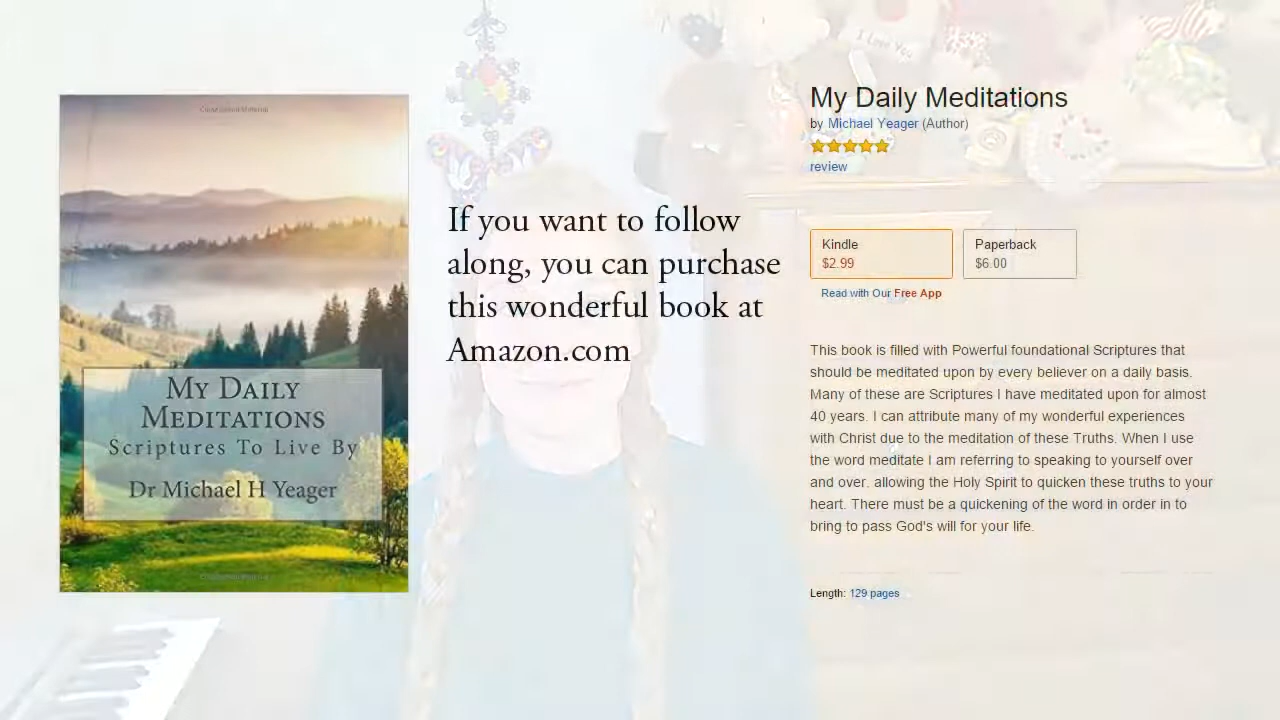 Copyrighted Material
My Daily
Meditations
Scriptures To Live By
Dr Michael H Yeager
Copyrighted Material
If you want to follow
along, you can purchase
this wonderful book at
Amazon.com
I Love You
My Daily Meditations
by Michael Yeager (Author)
review
Kindle
$2.99
Paperback
$6.00
Read with Our Free App
This book is filled with Powerful foundational Scriptures that
should be meditated upon by every believer on a daily basis.
Many of these are Scriptures I have meditated upon for almost
40 years. I can attribute many of my wonderful experiences
with Christ due to the meditation of these Truths. When I use
the word meditate I am referring to speaking to yourself over
and over. allowing the Holy Spirit to quicken these truths to your
heart. There must be a quickening of the word in order in to
bring to pass God's will for your life.
Length: 129 pages